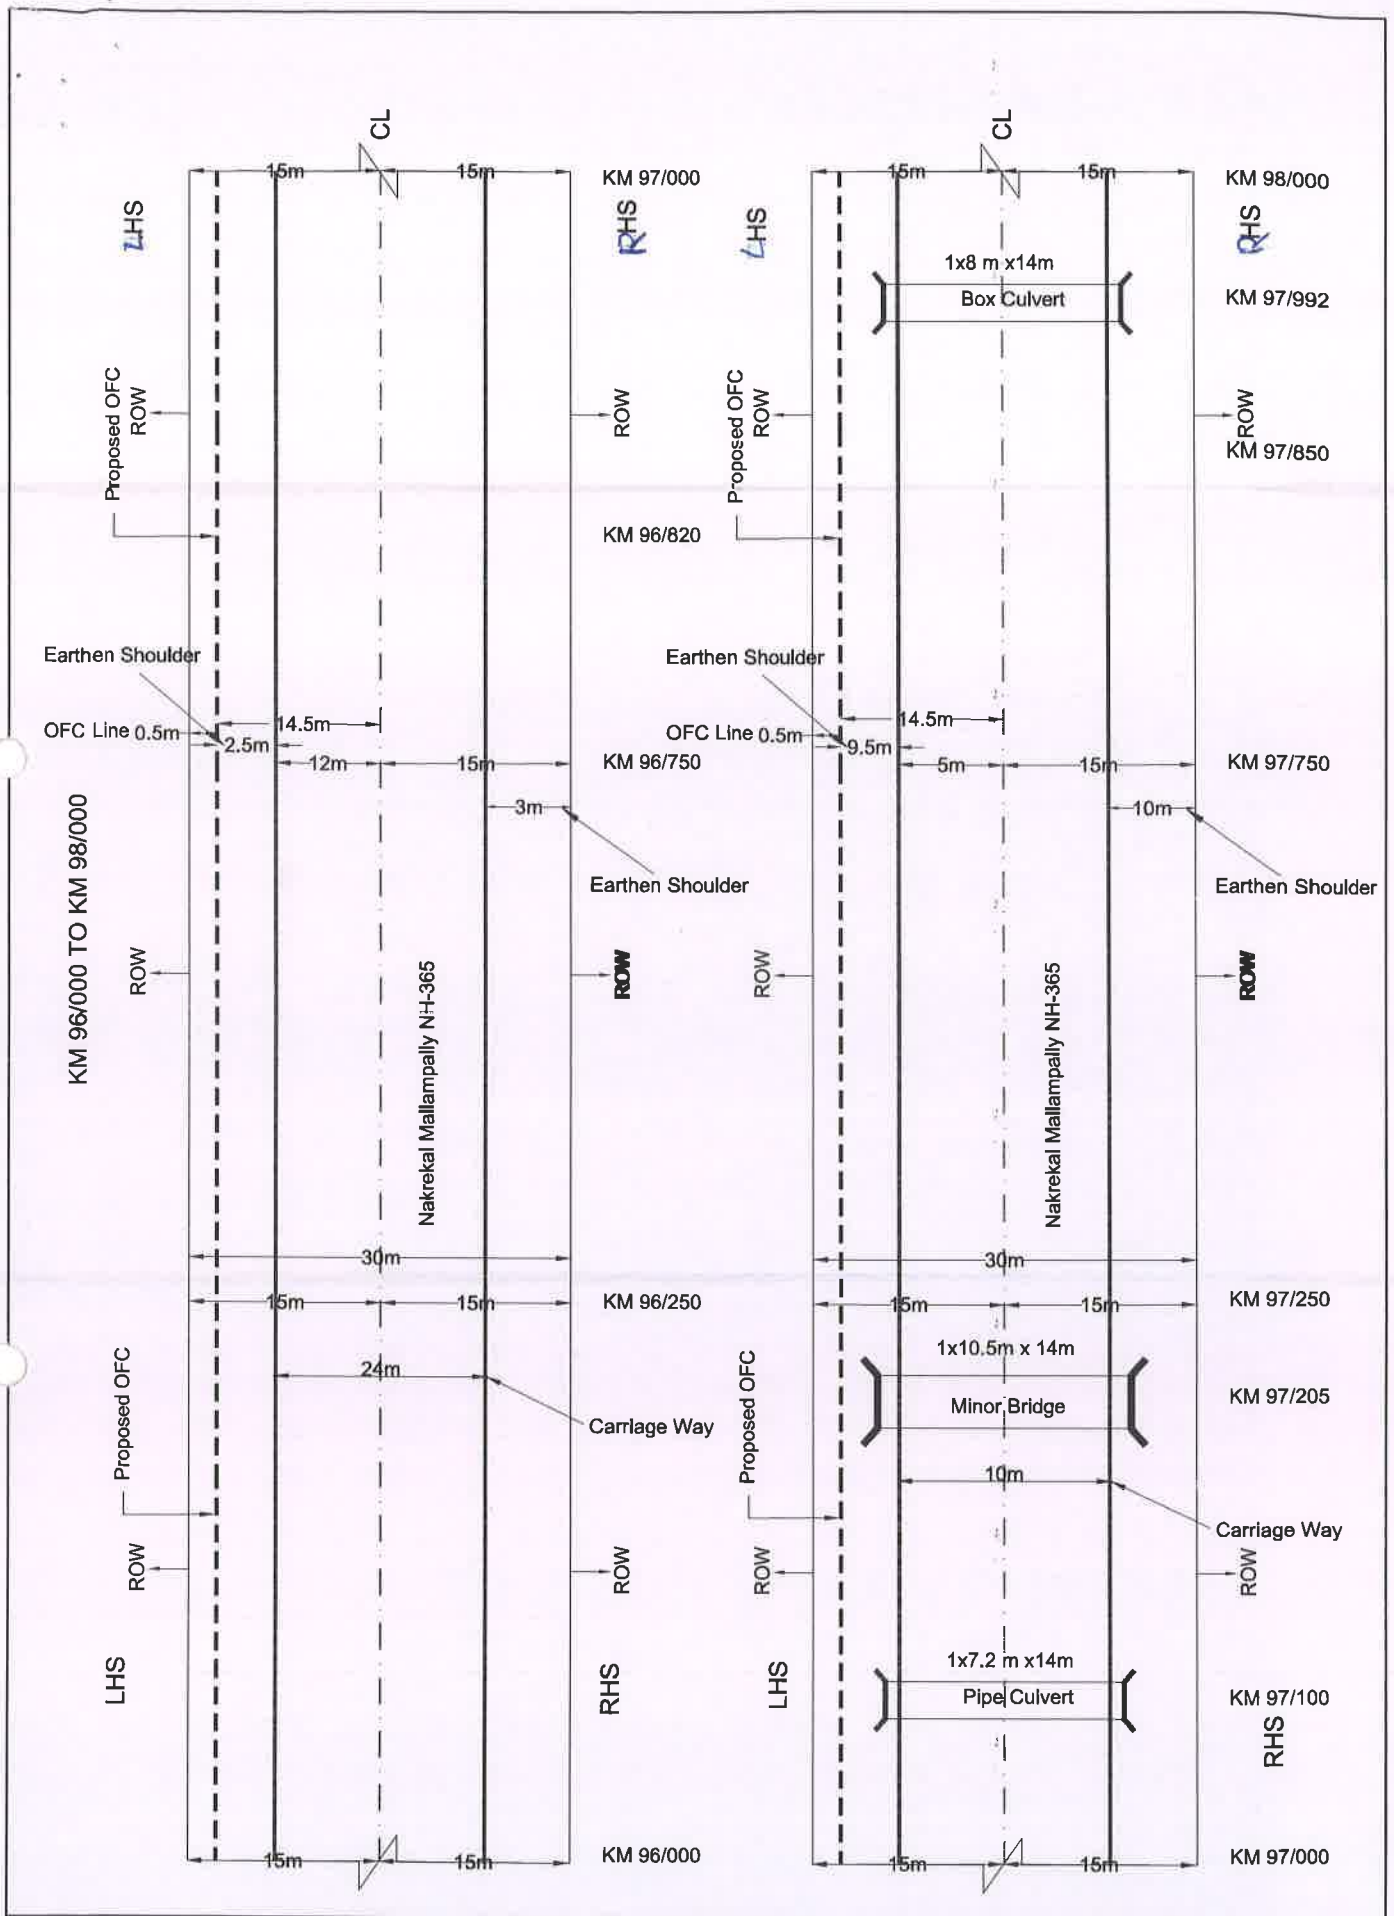 KM 96/000 TO KM 98/000
CL
15m
15m
KM 97/000
LHS
RHS
Proposed OFC
ROW
ROW
KM 96/820
Earthen Shoulder
14.5m
OFC Line 0.5m
2.5m
12m
15m
KM 96/750
3m
Earthen Shoulder
ROW
ROW
Nakrekal Mallampally NH-365
30m
15m
15m
KM 96/250
24m
Carriage Way
Proposed OFC
ROW
ROW
LHS
RHS
15m
15m
KM 96/000
CL
15m
15m
KM 98/000
LHS
RHS
1x8 m x14m
Box Culvert
KM 97/992
Proposed OFC
ROW
ROW
KM 97/850
Earthen Shoulder
14.5m
OFC Line 0.5m
9.5m
5m
15m
KM 97/750
10m
Earthen Shoulder
ROW
ROW
Nakrekal Mallampally NH-365
30m
15m
15m
KM 97/250
1x10.5m x 14m
Minor Bridge
KM 97/205
Proposed OFC
10m
Carriage Way
ROW
ROW
1x7.2 m x14m
Pipe Culvert
KM 97/100
LHS
RHS
15m
15m
KM 97/000